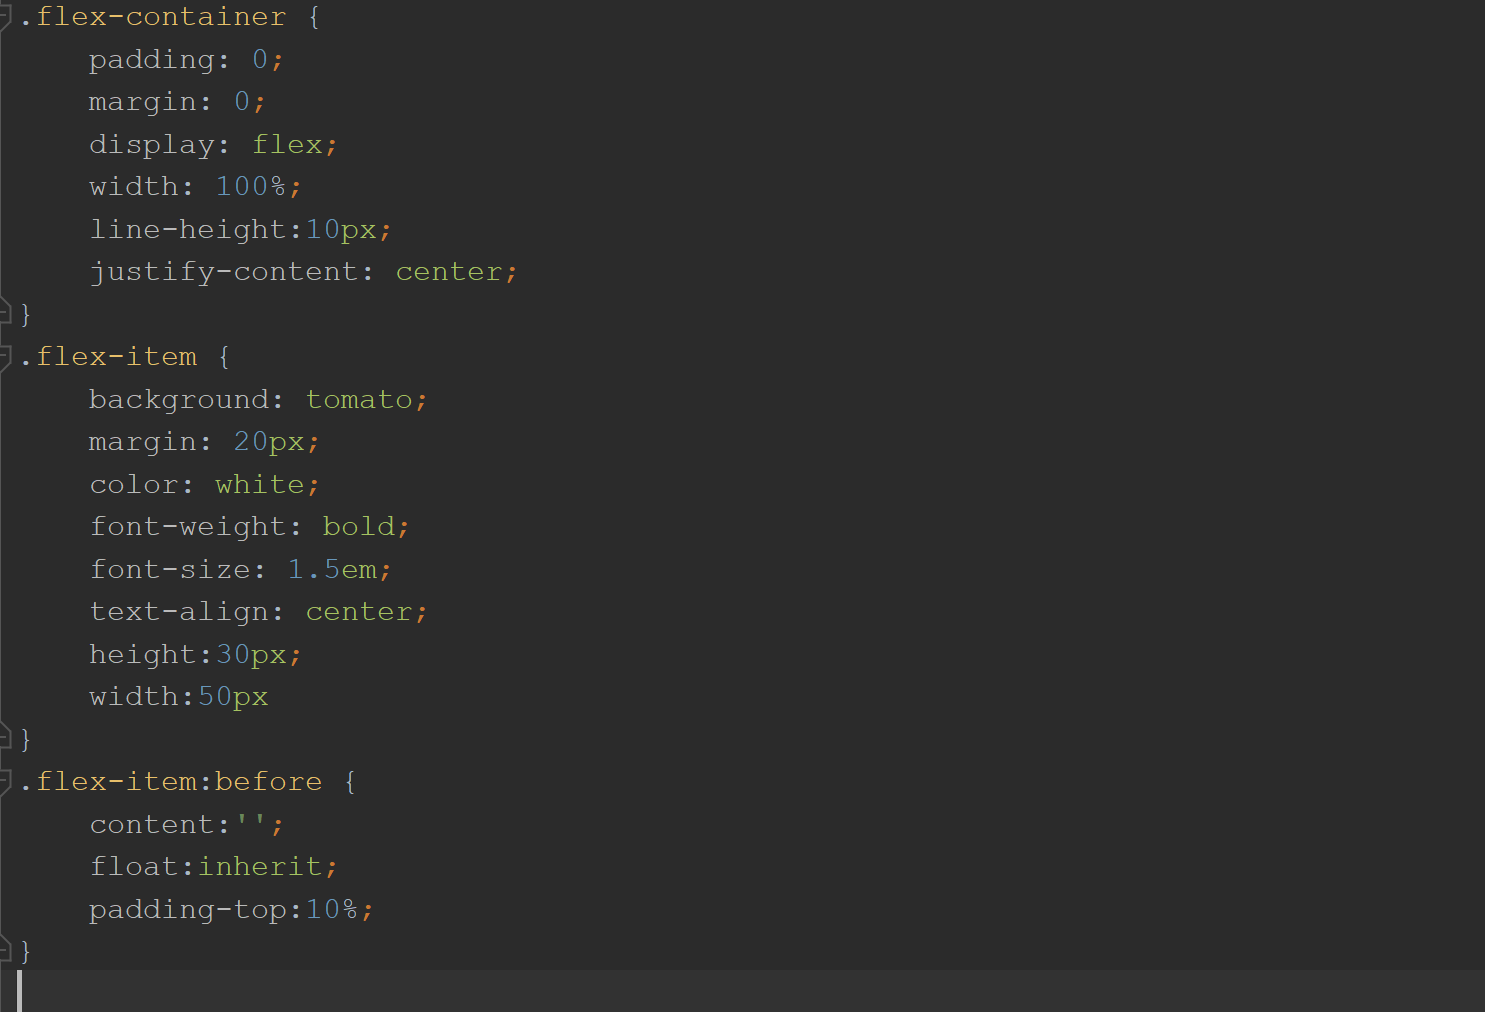 .flex-container {
    padding: 0;
    margin: 0;
    display: flex;
    width: 100%;
    line-height:10px;
    justify-content: center;
}
.flex-item {
    background: tomato;
    margin: 20px;
    color: white;
    font-weight: bold;
    font-size: 1.5em;
    text-align: center;
    height:30px;
    width:50px
}
.flex-item:before {
    content:'';
    float:inherit;
    padding-top:10%;
}